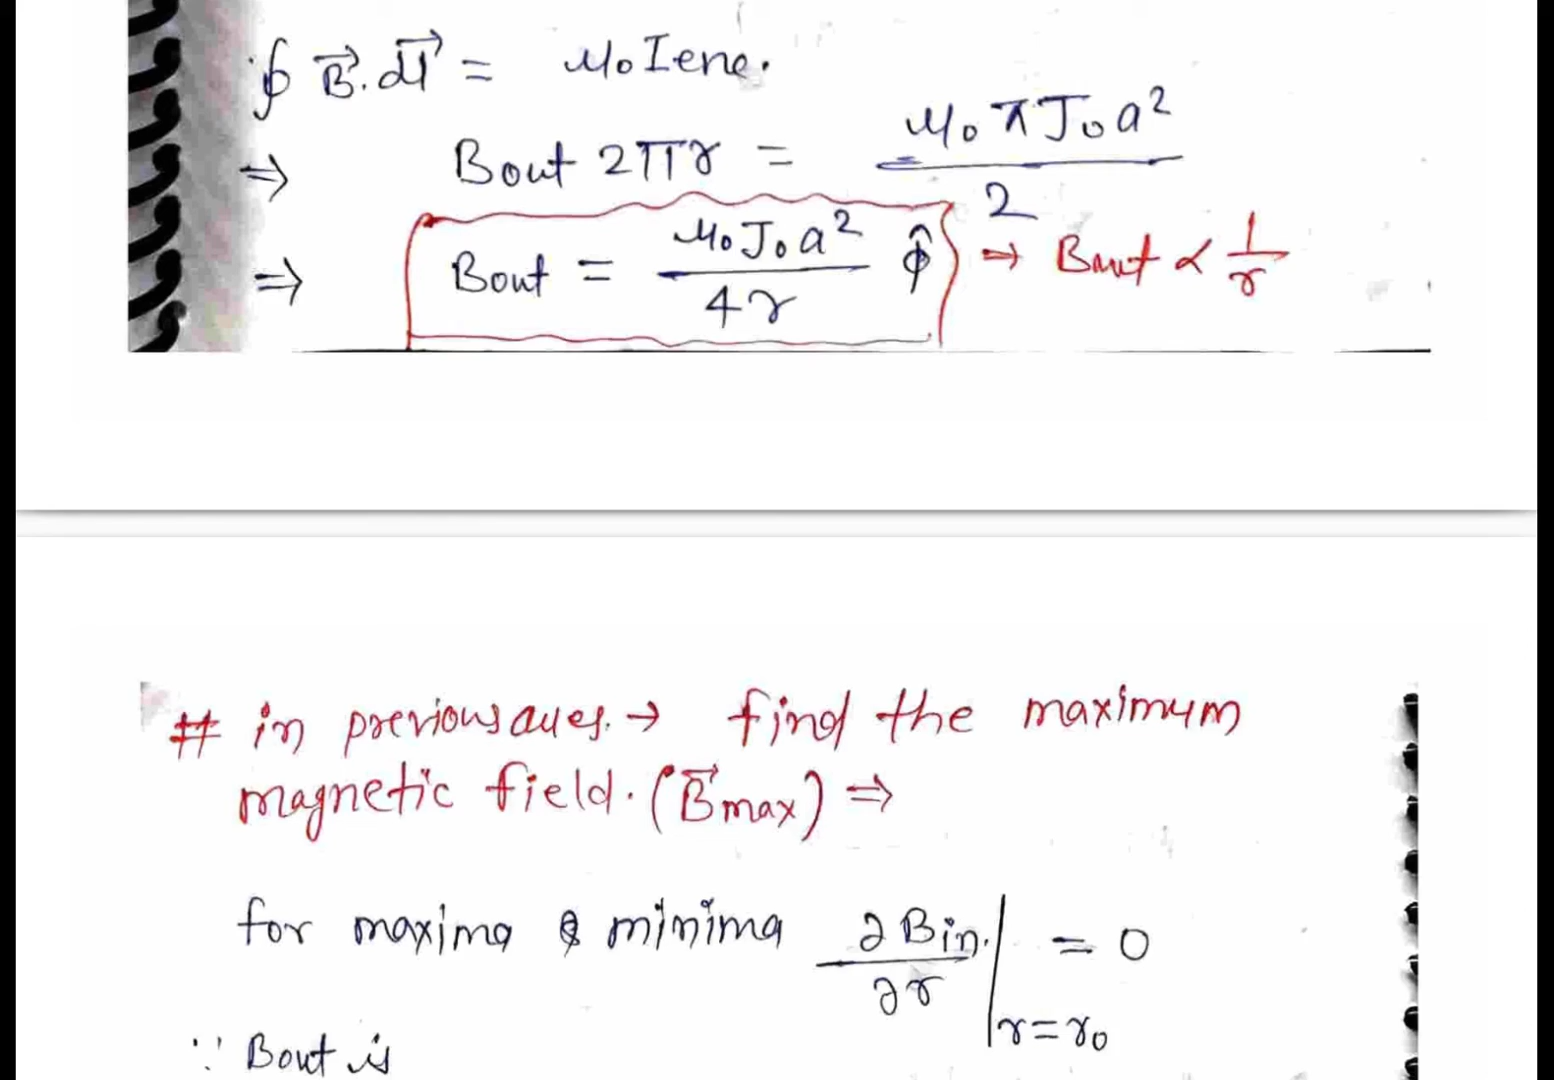 ∮ B⃗.dl⃗ = μ₀Ienc.
⇒ Bout 2πr = μ₀πJ₀a² / 2
⇒ Bout = μ₀J₀a² / 4r ϕ̂ ⇒ Bout ∝ 1/r
# in previous ques. → find the maximum
magnetic field. (B⃗max) ⇒
for maxima & minima ∂Bin./∂r |r=r₀ = 0
∵ Bout is